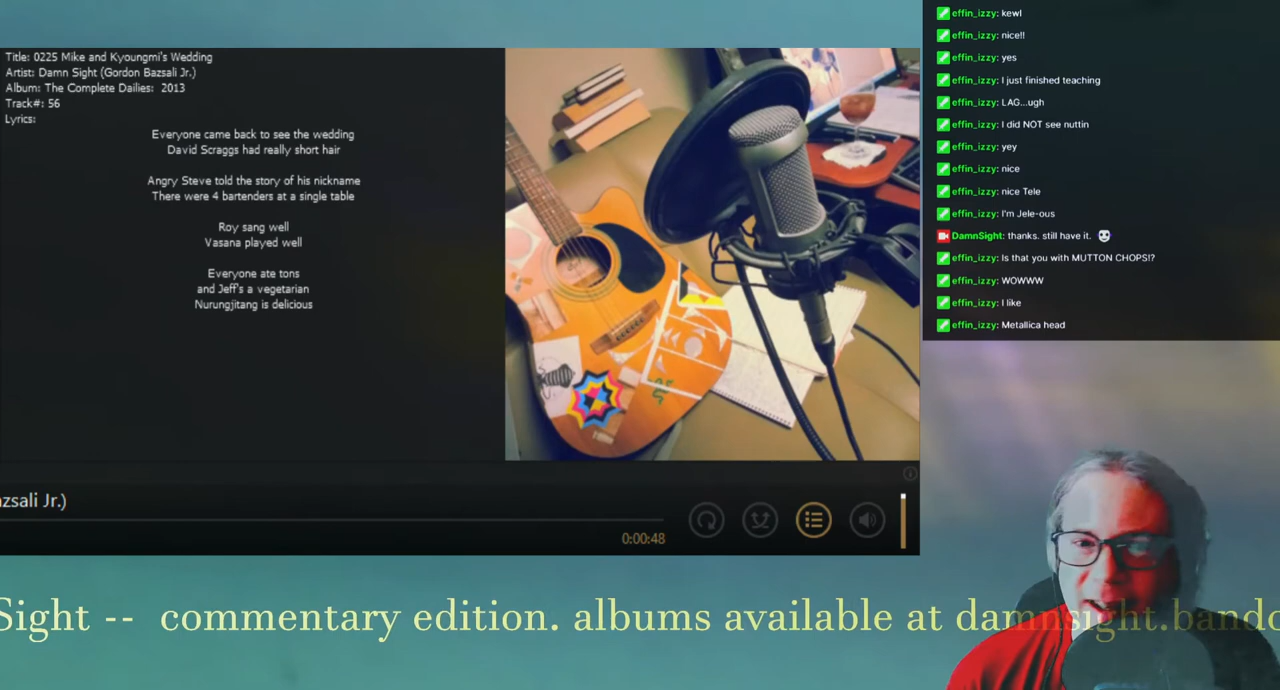 Title: 0225 Mike and Kyoungmi's Wedding
Artist: Damn Sight (Gordon Bazsali Jr.)
Album: The Complete Dailies:  2013
Track#: 56
Lyrics:
Everyone came back to see the wedding
David Scraggs had really short hair
Angry Steve told the story of his nickname
There were 4 bartenders at a single table
Roy sang well
Vasana played well
Everyone ate tons
and Jeff's a vegetarian
Nurungjitang is delicious
azsali Jr.)
0:00:48
effin_izzy: kewl
effin_izzy: nice!!
effin_izzy: yes
effin_izzy: I just finished teaching
effin_izzy: LAG...ugh
effin_izzy: I did NOT see nuttin
effin_izzy: yey
effin_izzy: nice
effin_izzy: nice Tele
effin_izzy: I'm Jele-ous
DamnSight: thanks. still have it.
effin_izzy: Is that you with MUTTON CHOPS!?
effin_izzy: WOWWW
effin_izzy: I like
effin_izzy: Metallica head
Sight -- commentary edition. albums available at damnsight.bandc